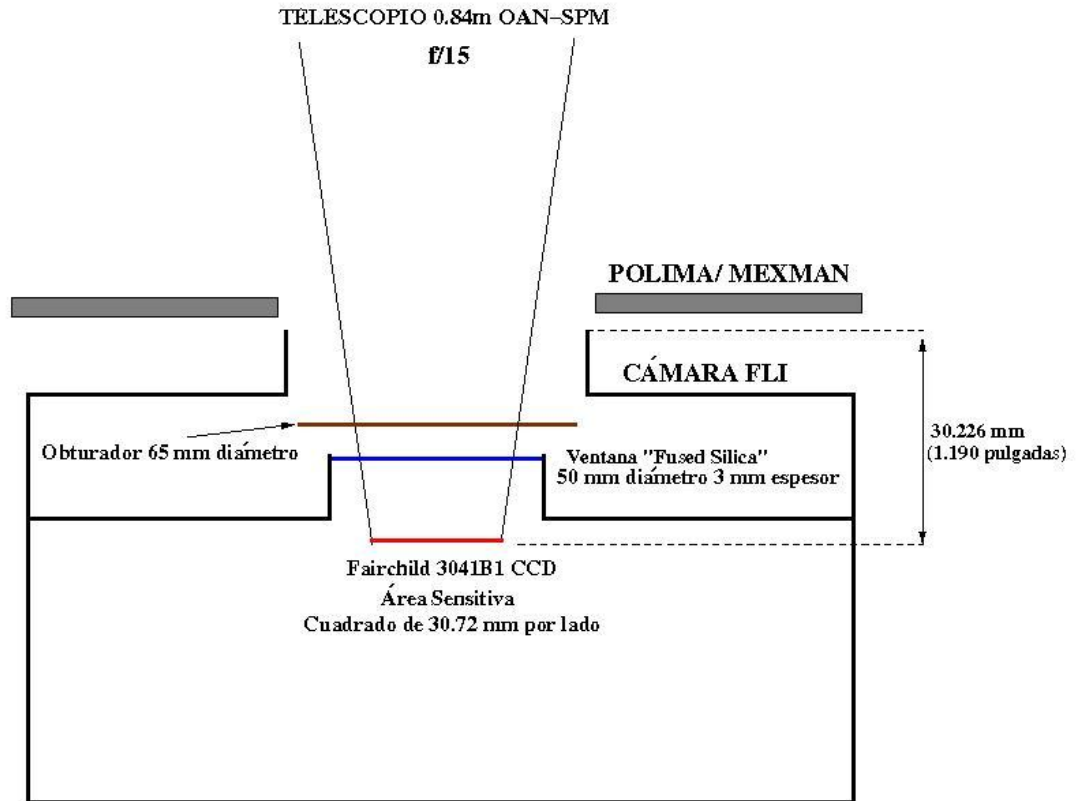 TELESCOPIO 0.84m OAN–SPM
f/15
POLIMA/ MEXMAN
CÁMARA FLI
Obturador 65 mm diámetro
Ventana "Fused Silica"
50 mm diámetro 3 mm espesor
30.226 mm
(1.190 pulgadas)
Fairchild 3041B1 CCD
Área Sensitiva
Cuadrado de 30.72 mm por lado